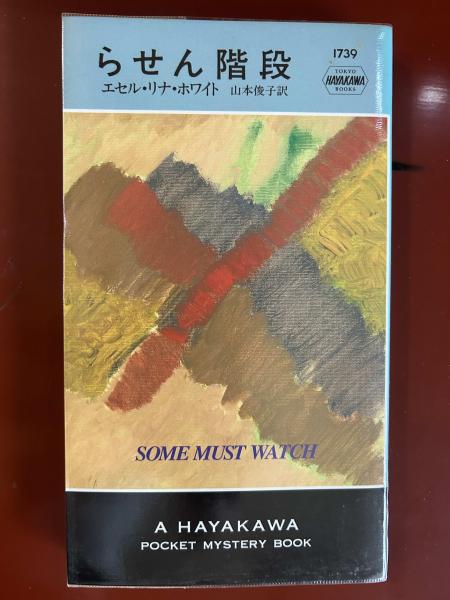 らせん階段
エセル・リナ・ホワイト 山本俊子訳
1739
TOKYO
HAYAKAWA
BOOKS
SOME MUST WATCH
A HAYAKAWA
POCKET MYSTERY BOOK